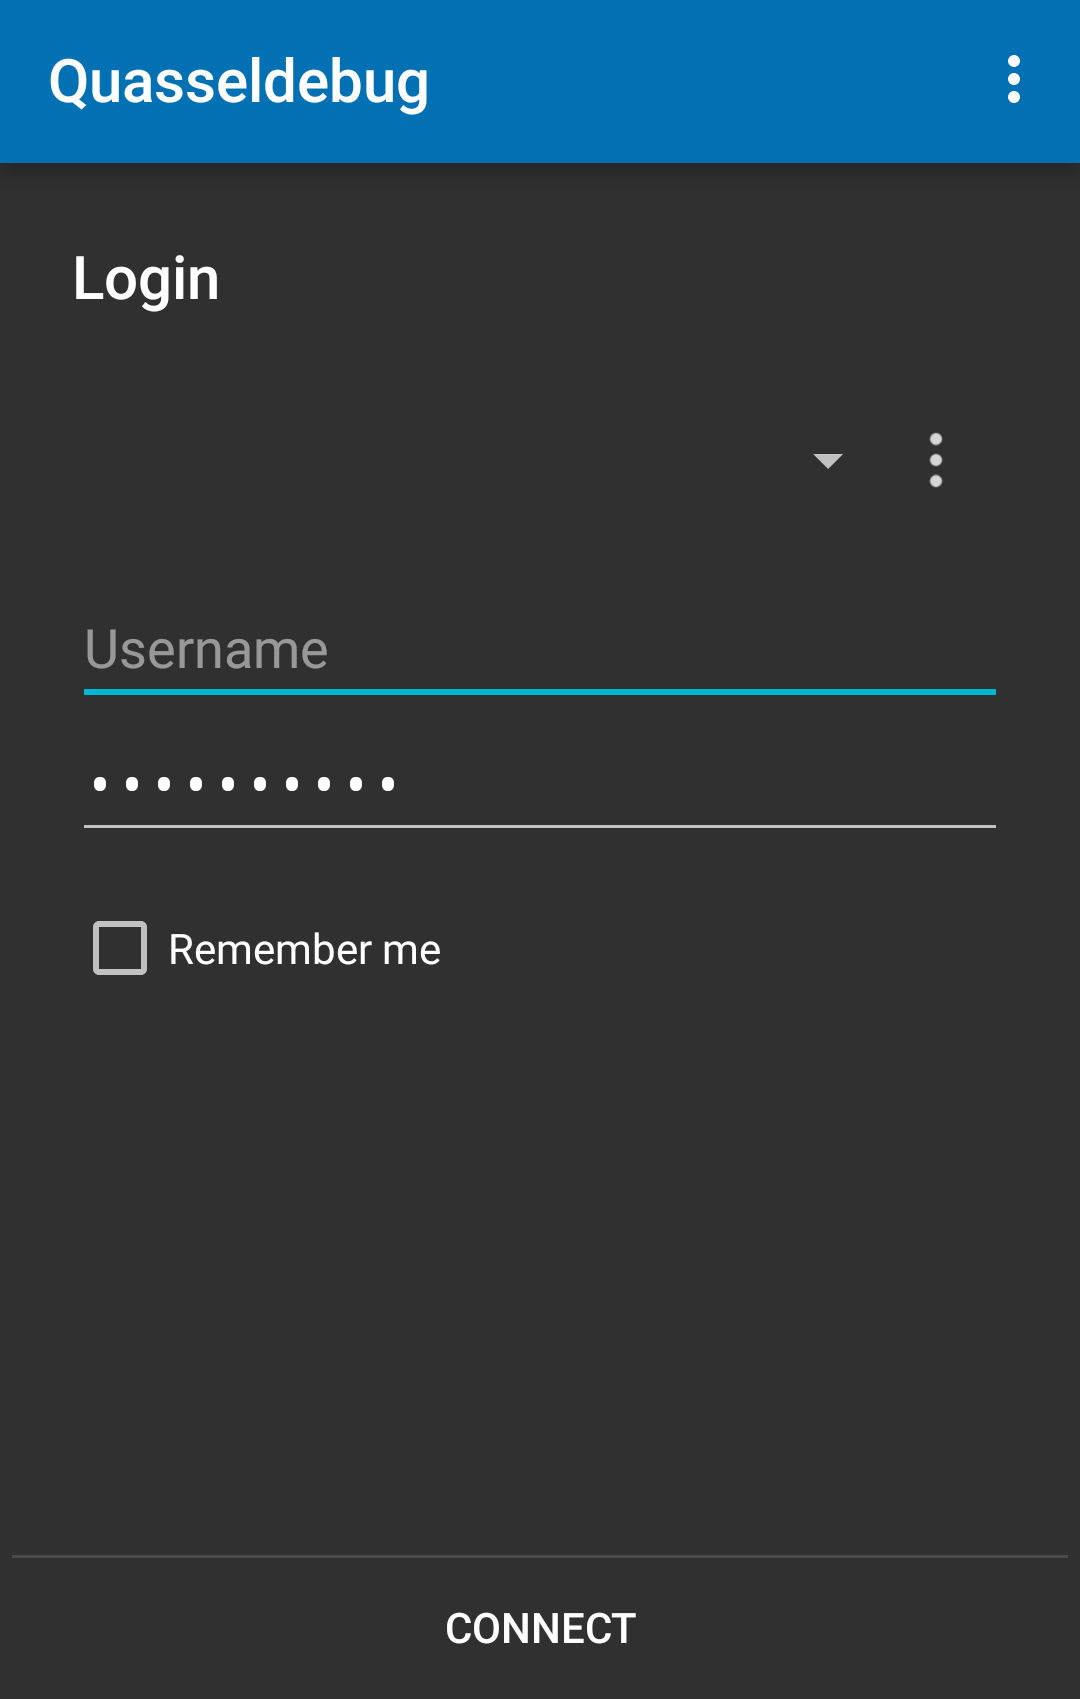 Quasseldebug
Login
Username
••••••••••
Remember me
CONNECT